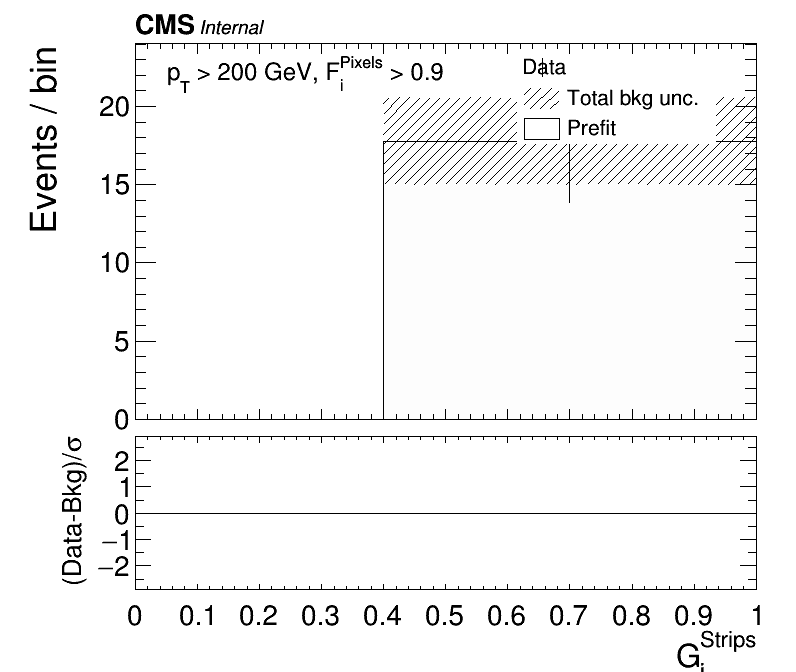 CMS Internal
Events / bin
p_T > 200 GeV, F_i^Pixels > 0.9
Data
Total bkg unc.
Prefit
20
15
10
5
0
(Data-Bkg)/σ
2
1
0
−1
−2
0 0.1 0.2 0.3 0.4 0.5 0.6 0.7 0.8 0.9 1
G_i^Strips